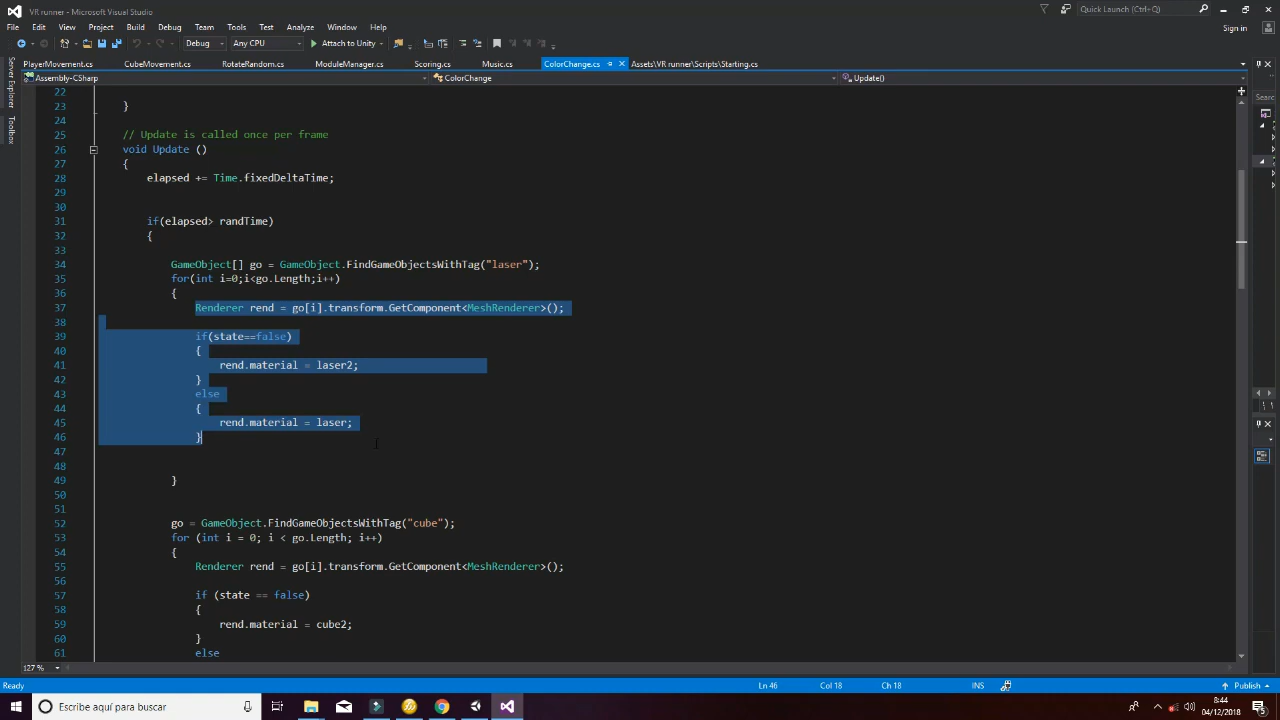 VR runner - Microsoft Visual Studio
Quick Launch (Ctrl+Q)
File Edit View Project Build Debug Team Tools Test Analyze Window Help
Sign in
Debug Any CPU Attach to Unity
PlayerMovement.cs CubeMovement.cs RotateRandom.cs ModuleManager.cs Scoring.cs Music.cs ColorChange.cs Assets\VR runner\Scripts\Starting.cs
Assembly-CSharp ColorChange Update()
Server Explorer
Toolbox
Searc
22
23 }
24
25 // Update is called once per frame
26 void Update ()
27 {
28 elapsed += Time.fixedDeltaTime;
29
30
31 if(elapsed> randTime)
32 {
33
34 GameObject[] go = GameObject.FindGameObjectsWithTag("laser");
35 for(int i=0;i<go.Length;i++)
36 {
37 Renderer rend = go[i].transform.GetComponent<MeshRenderer>();
38
39 if(state==false)
40 {
41 rend.material = laser2;
42 }
43 else
44 {
45 rend.material = laser;
46 }
47
48
49 }
50
51
52 go = GameObject.FindGameObjectsWithTag("cube");
53 for (int i = 0; i < go.Length; i++)
54 {
55 Renderer rend = go[i].transform.GetComponent<MeshRenderer>();
56
57 if (state == false)
58 {
59 rend.material = cube2;
60 }
61 else
127 %
Ready Ln 46 Col 18 Ch 18 INS Publish
Escribe aquí para buscar
8:44
04/12/2018